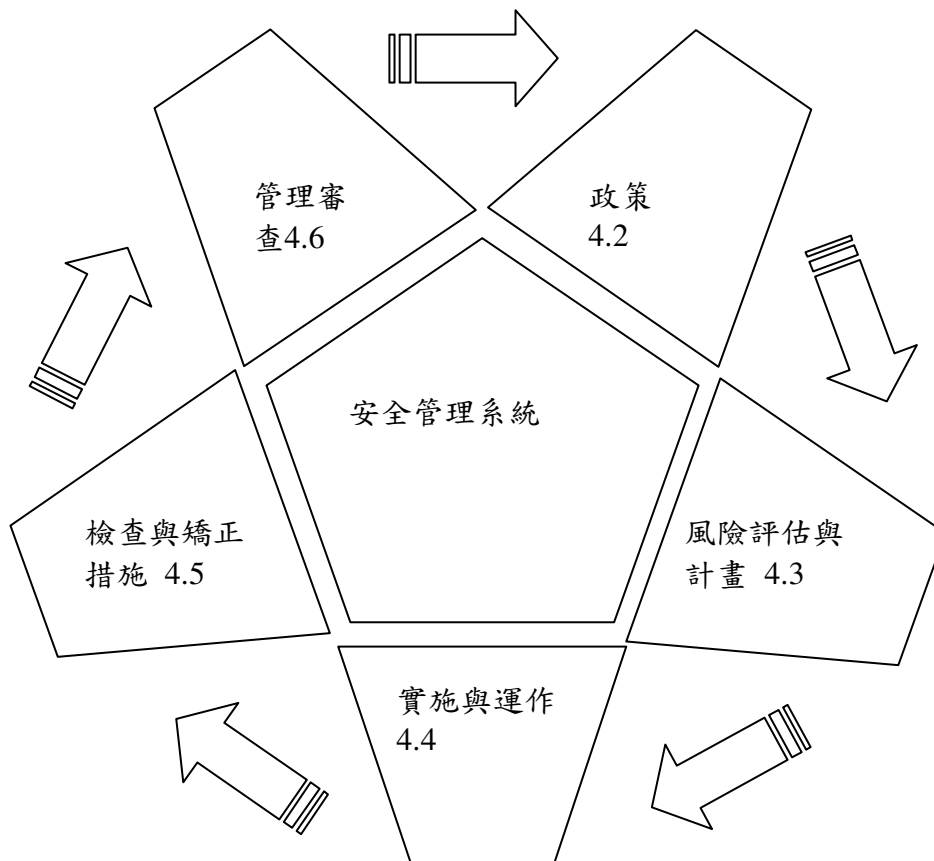 管理審
查4.6
政策
4.2
安全管理系統
檢查與矯正
措施 4.5
風險評估與
計畫 4.3
實施與運作
4.4